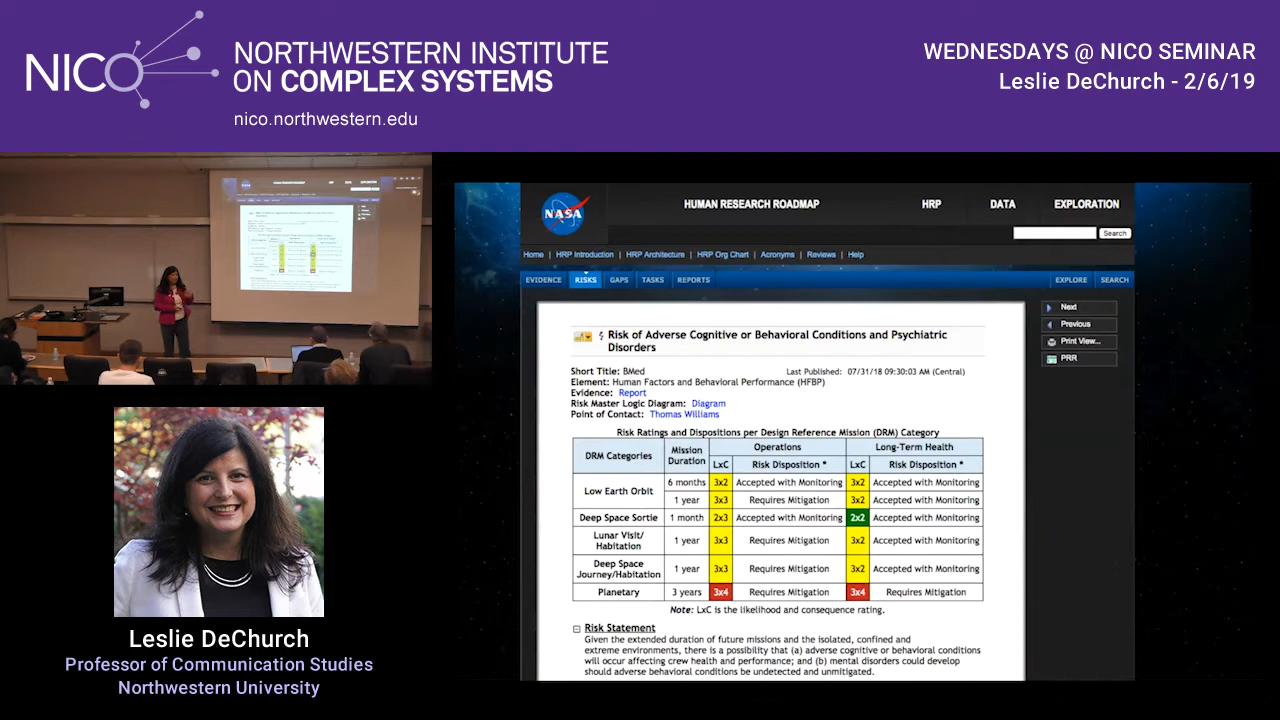 NICO
NORTHWESTERN INSTITUTE
ON COMPLEX SYSTEMS
nico.northwestern.edu
WEDNESDAYS @ NICO SEMINAR
Leslie DeChurch - 2/6/19
NASA
HUMAN RESEARCH ROADMAP
HRP
DATA
EXPLORATION
Search
Home | HRP Introduction | HRP Architecture | HRP Org Chart | Acronyms | Reviews | Help
EVIDENCE RISKS GAPS TASKS REPORTS EXPLORE SEARCH
Next
Previous
Print View...
PRR
Risk of Adverse Cognitive or Behavioral Conditions and Psychiatric
Disorders
Short Title: BMed
Last Published: 07/31/18 09:30:03 AM (Central)
Element: Human Factors and Behavioral Performance (HFBP)
Evidence: Report
Risk Master Logic Diagram: Diagram
Point of Contact: Thomas Williams
Risk Ratings and Dispositions per Design Reference Mission (DRM) Category
DRM Categories Mission Duration Operations Long-Term Health
LxC Risk Disposition * LxC Risk Disposition *
Low Earth Orbit 6 months 3x2 Accepted with Monitoring 3x2 Accepted with Monitoring
1 year 3x3 Requires Mitigation 3x2 Accepted with Monitoring
Deep Space Sortie 1 month 2x3 Accepted with Monitoring 2x2 Accepted with Monitoring
Lunar Visit/ Habitation 1 year 3x3 Requires Mitigation 3x2 Accepted with Monitoring
Deep Space Journey/Habitation 1 year 3x3 Requires Mitigation 3x2 Accepted with Monitoring
Planetary 3 years 3x4 Requires Mitigation 3x4 Requires Mitigation
Note: LxC is the likelihood and consequence rating.
Risk Statement
Given the extended duration of future missions and the isolated, confined and
extreme environments, there is a possibility that (a) adverse cognitive or behavioral conditions
will occur affecting crew health and performance; and (b) mental disorders could develop
should adverse behavioral conditions be undetected and unmitigated.
Leslie DeChurch
Professor of Communication Studies
Northwestern University